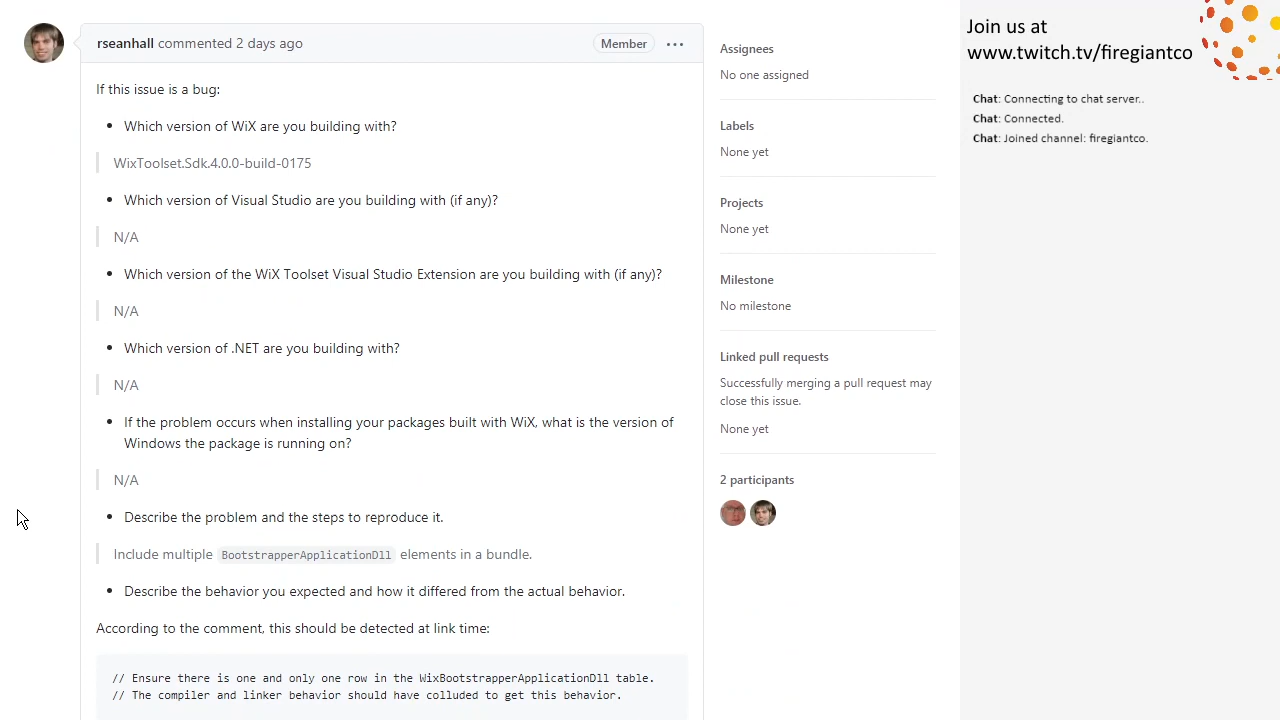 rseanhall commented 2 days ago
Member
If this issue is a bug:
Which version of WiX are you building with?
WixToolset.Sdk.4.0.0-build-0175
Which version of Visual Studio are you building with (if any)?
N/A
Which version of the WiX Toolset Visual Studio Extension are you building with (if any)?
N/A
Which version of .NET are you building with?
N/A
If the problem occurs when installing your packages built with WiX, what is the version of
Windows the package is running on?
N/A
Describe the problem and the steps to reproduce it.
Include multiple BootstrapperApplicationDll elements in a bundle.
Describe the behavior you expected and how it differed from the actual behavior.
According to the comment, this should be detected at link time:
// Ensure there is one and only one row in the WixBootstrapperApplicationDll table.
// The compiler and linker behavior should have colluded to get this behavior.
Assignees
No one assigned
Labels
None yet
Projects
None yet
Milestone
No milestone
Linked pull requests
Successfully merging a pull request may
close this issue.
None yet
2 participants
Join us at
www.twitch.tv/firegiantco
Chat: Connecting to chat server..
Chat: Connected.
Chat: Joined channel: firegiantco.